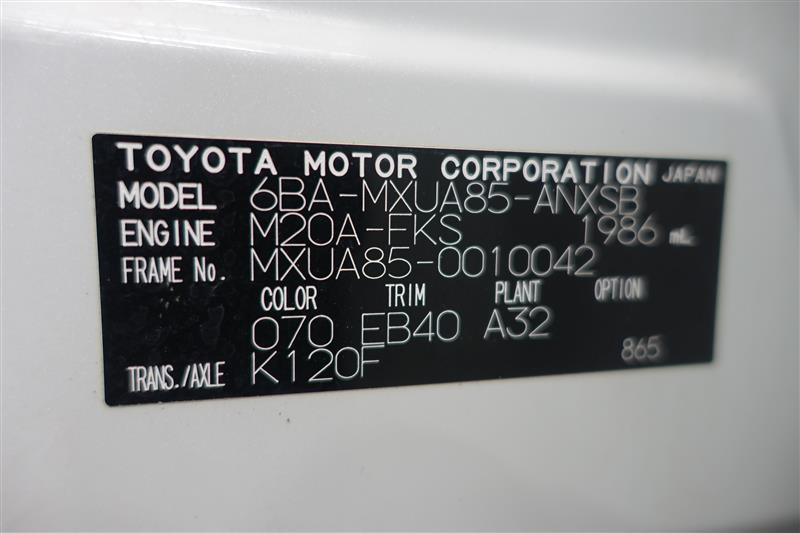 TOYOTA MOTOR CORPORATION JAPAN
MODEL 6BA-MXUA85-ANXSB
ENGINE M20A-FKS 1986 mL
FRAME No. MXUA85-0010042
COLOR TRIM PLANT OPTION
070 EB40 A32
TRANS./AXLE K120F 865